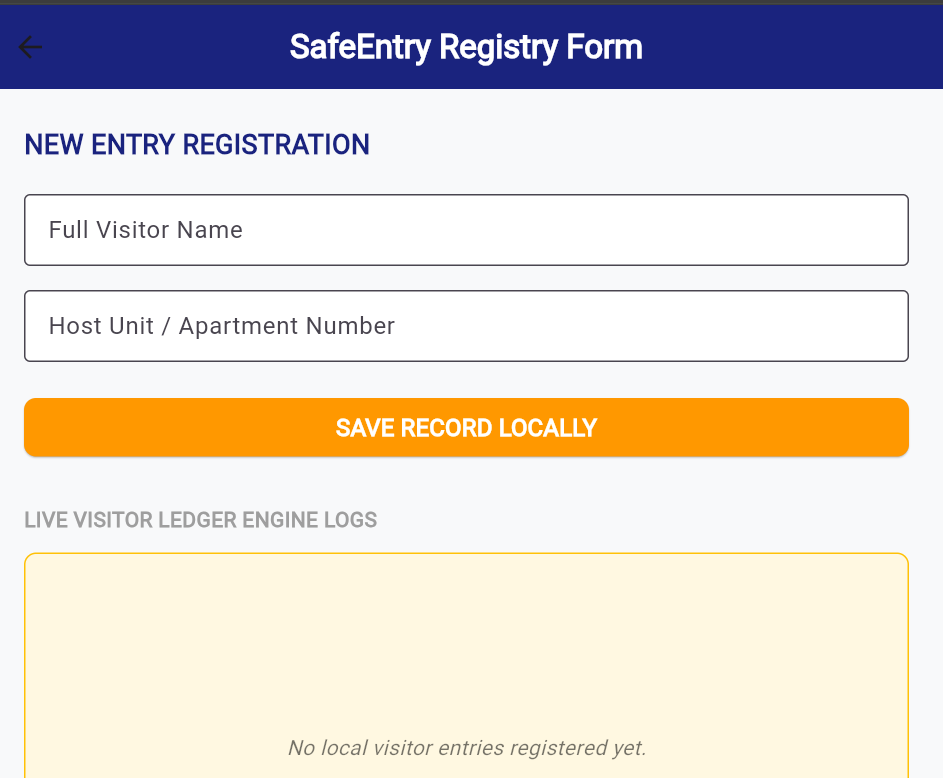 SafeEntry Registry Form
NEW ENTRY REGISTRATION
Full Visitor Name
Host Unit / Apartment Number
SAVE RECORD LOCALLY
LIVE VISITOR LEDGER ENGINE LOGS
No local visitor entries registered yet.